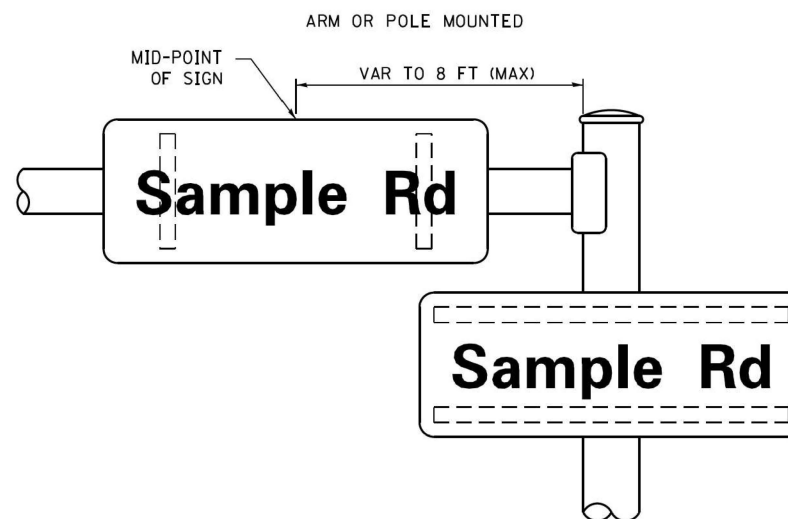 ARM OR POLE MOUNTED
MID-POINT
OF SIGN
VAR TO 8 FT (MAX)
Sample Rd
Sample Rd